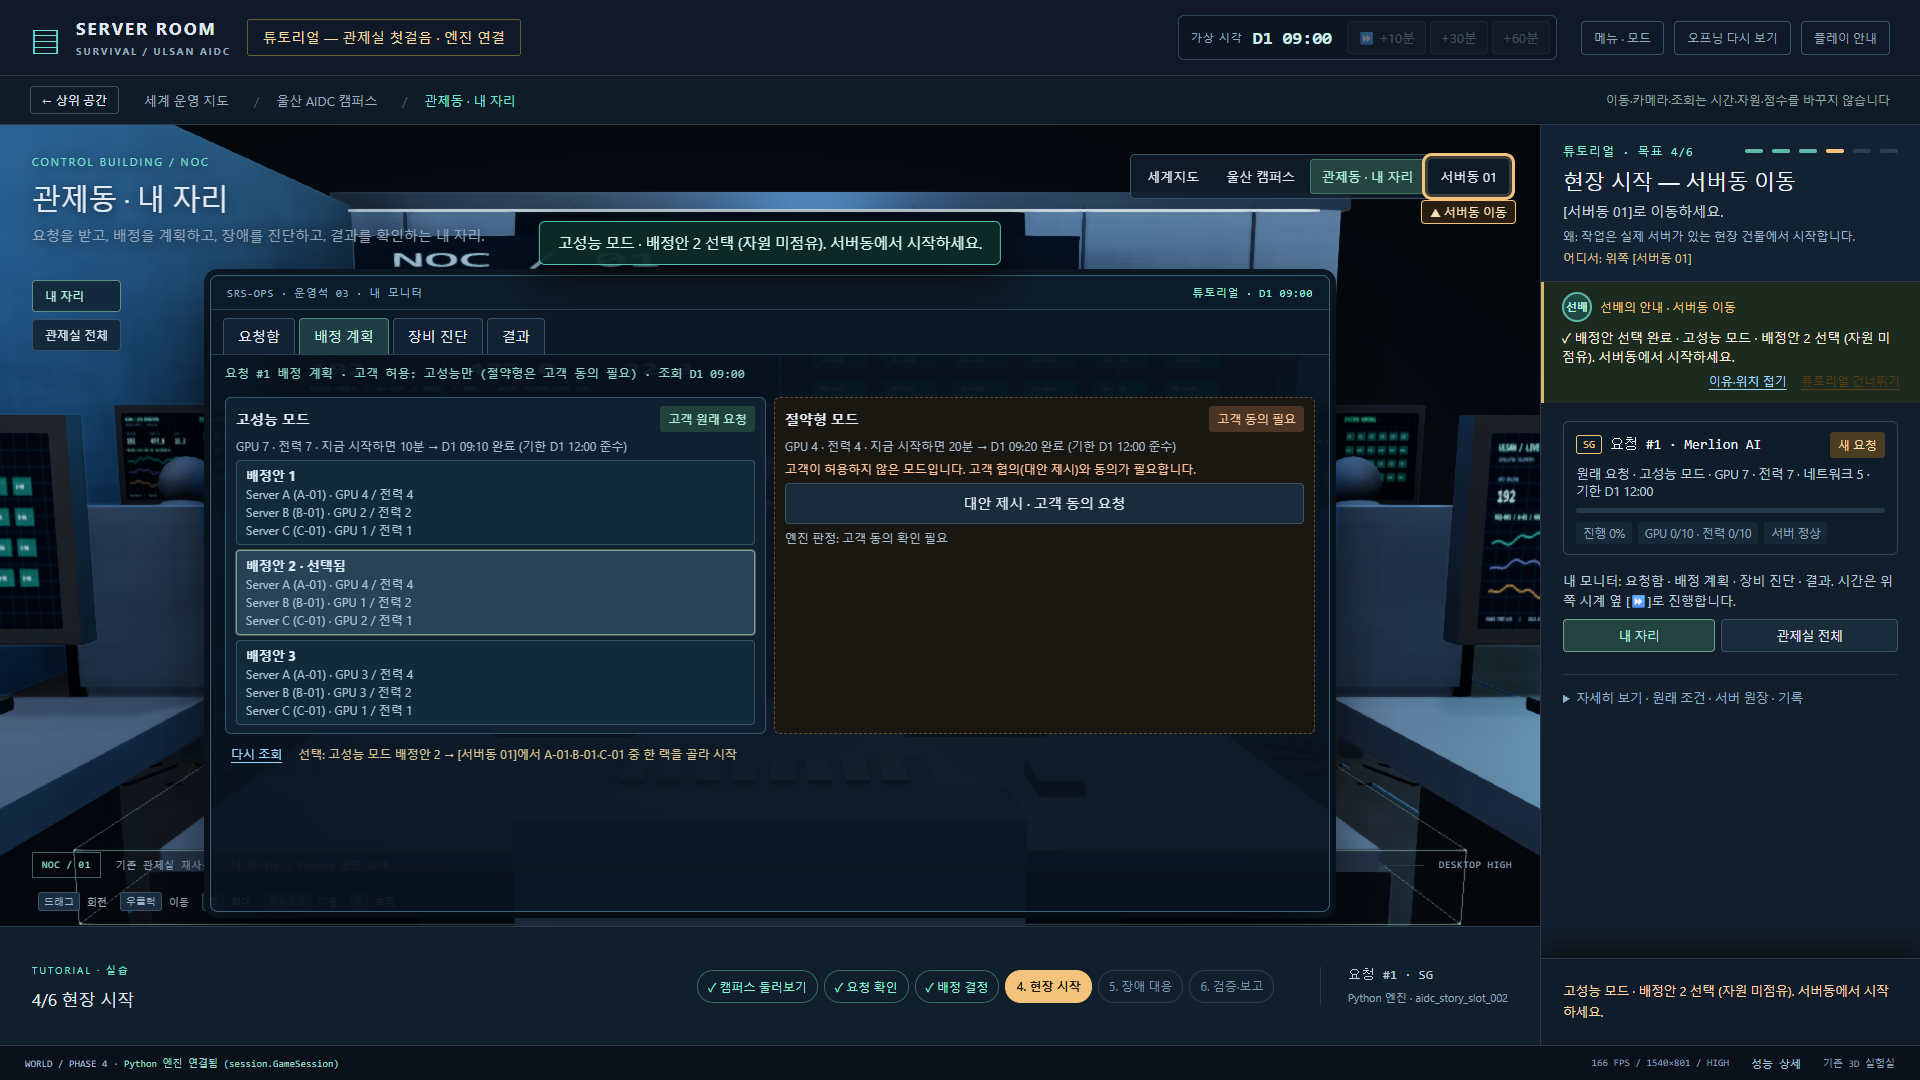 SERVER ROOM
SURVIVAL / ULSAN AIDC
튜토리얼 — 관제실 첫걸음 · 엔진 연결
가상 시각 D1 09:00 ⏩ +10분 +30분 +60분
메뉴 · 모드
오프닝 다시 보기
플레이 안내
← 상위 공간
세계 운영 지도 / 울산 AIDC 캠퍼스 / 관제동 · 내 자리
이동·카메라·조회는 시간·자원·점수를 바꾸지 않습니다
CONTROL BUILDING / NOC
관제동 · 내 자리
요청을 받고, 배정을 계획하고, 장애를 진단하고, 결과를 확인하는 내 자리.
세계지도
울산 캠퍼스
관제동 · 내 자리
서버동 01
▲ 서버동 이동
고성능 모드 · 배정안 2 선택 (자원 미점유). 서버동에서 시작하세요.
NOC / 01
내 자리
관제실 전체
SRS-OPS · 운영석 03 · 내 모니터
튜토리얼 · D1 09:00
요청함
배정 계획
장비 진단
결과
요청 #1 배정 계획 · 고객 허용: 고성능만 (절약형은 고객 동의 필요) · 조회 D1 09:00
고성능 모드
고객 원래 요청
GPU 7 · 전력 7 · 지금 시작하면 10분 → D1 09:10 완료 (기한 D1 12:00 준수)
배정안 1
Server A (A-01) · GPU 4 / 전력 4
Server B (B-01) · GPU 2 / 전력 2
Server C (C-01) · GPU 1 / 전력 1
배정안 2 · 선택됨
Server A (A-01) · GPU 4 / 전력 4
Server B (B-01) · GPU 1 / 전력 2
Server C (C-01) · GPU 2 / 전력 1
배정안 3
Server A (A-01) · GPU 3 / 전력 4
Server B (B-01) · GPU 3 / 전력 2
Server C (C-01) · GPU 1 / 전력 1
절약형 모드
고객 동의 필요
GPU 4 · 전력 4 · 지금 시작하면 20분 → D1 09:20 완료 (기한 D1 12:00 준수)
고객이 허용하지 않은 모드입니다. 고객 협의(대안 제시)와 동의가 필요합니다.
대안 제시 · 고객 동의 요청
엔진 판정: 고객 동의 확인 필요
다시 조회
선택: 고성능 모드 배정안 2 → [서버동 01]에서 A-01·B-01·C-01 중 한 랙을 골라 시작
NOC / 01
기존 관제실 재사
DESKTOP HIGH
드래그 회전 우클릭 이동
튜토리얼 · 목표 4/6
현장 시작 — 서버동 이동
[서버동 01]로 이동하세요.
왜: 작업은 실제 서버가 있는 현장 건물에서 시작합니다.
어디서: 위쪽 [서버동 01]
선배
선배의 안내 · 서버동 이동
✓ 배정안 선택 완료 · 고성능 모드 · 배정안 2 선택 (자원 미
점유). 서버동에서 시작하세요.
이유·위치 접기
튜토리얼 건너뛰기
SG 요청 #1 · Merlion AI
새 요청
원래 요청 · 고성능 모드 · GPU 7 · 전력 7 · 네트워크 5 ·
기한 D1 12:00
진행 0%
GPU 0/10 · 전력 0/10
서버 정상
내 모니터: 요청함 · 배정 계획 · 장비 진단 · 결과. 시간은 위
쪽 시계 옆 [⏩]로 진행합니다.
내 자리
관제실 전체
▶ 자세히 보기 · 원래 조건 · 서버 원장 · 기록
고성능 모드 · 배정안 2 선택 (자원 미점유). 서버동에서 시작
하세요.
TUTORIAL · 실습
4/6 현장 시작
✓ 캠퍼스 둘러보기
✓ 요청 확인
✓ 배정 결정
4. 현장 시작
5. 장애 대응
6. 검증·보고
요청 #1 · SG
Python 엔진 · aidc_story_slot_002
WORLD / PHASE 4 · Python 엔진 연결됨 (session.GameSession)
166 FPS / 1540×801 / HIGH
성능 상세
기존 3D 실험실